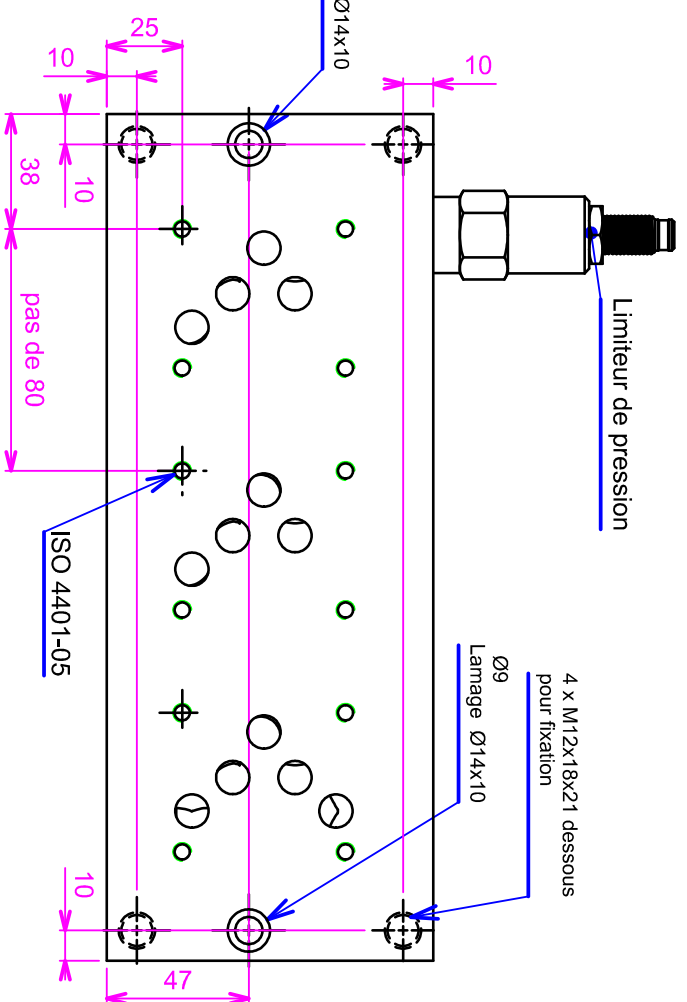 Ø14x10
25
10
10
38
10
pas de 80
Limiteur de pression
ISO 4401-05
4 x M12x18x21 dessous
pour fixation
Ø9
Lamage Ø14x10
10
47